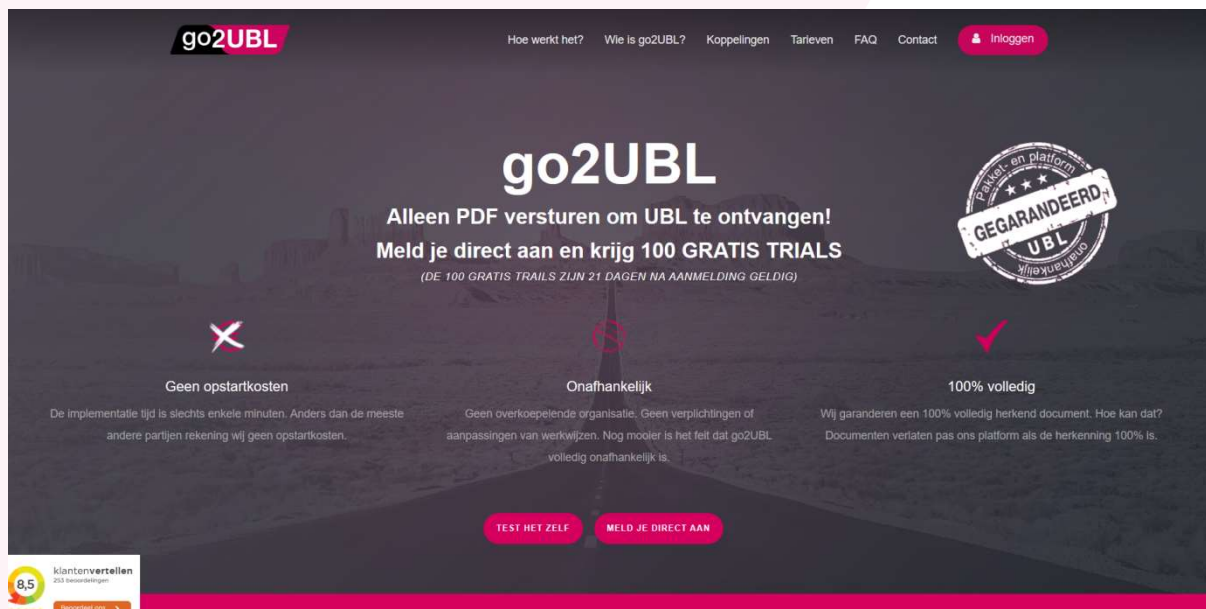 go2UBL
Hoe werkt het? Wie is go2UBL? Koppelingen Tarieven FAQ Contact Inloggen
go2UBL
Alleen PDF versturen om UBL te ontvangen!
Meld je direct aan en krijg 100 GRATIS TRIALS
(DE 100 GRATIS TRAILS ZIJN 21 DAGEN NA AANMELDING GELDIG)
Pakket- en platform
GEGARANDEERD
UBL
onafhankelijk
Geen opstartkosten
De implementatie tijd is slechts enkele minuten. Anders dan de meeste
andere partijen rekening wij geen opstartkosten.
Onafhankelijk
Geen overkoepelende organisatie. Geen verplichtingen of
aanpassingen van werkwijzen. Nog mooier is het feit dat go2UBL
volledig onafhankelijk is.
100% volledig
Wij garanderen een 100% volledig herkend document. Hoe kan dat?
Documenten verlaten pas ons platform als de herkenning 100% is.
TEST HET ZELF MELD JE DIRECT AAN
8,5
klantenvertellen
253 beoordelingen
Beoordeel ons